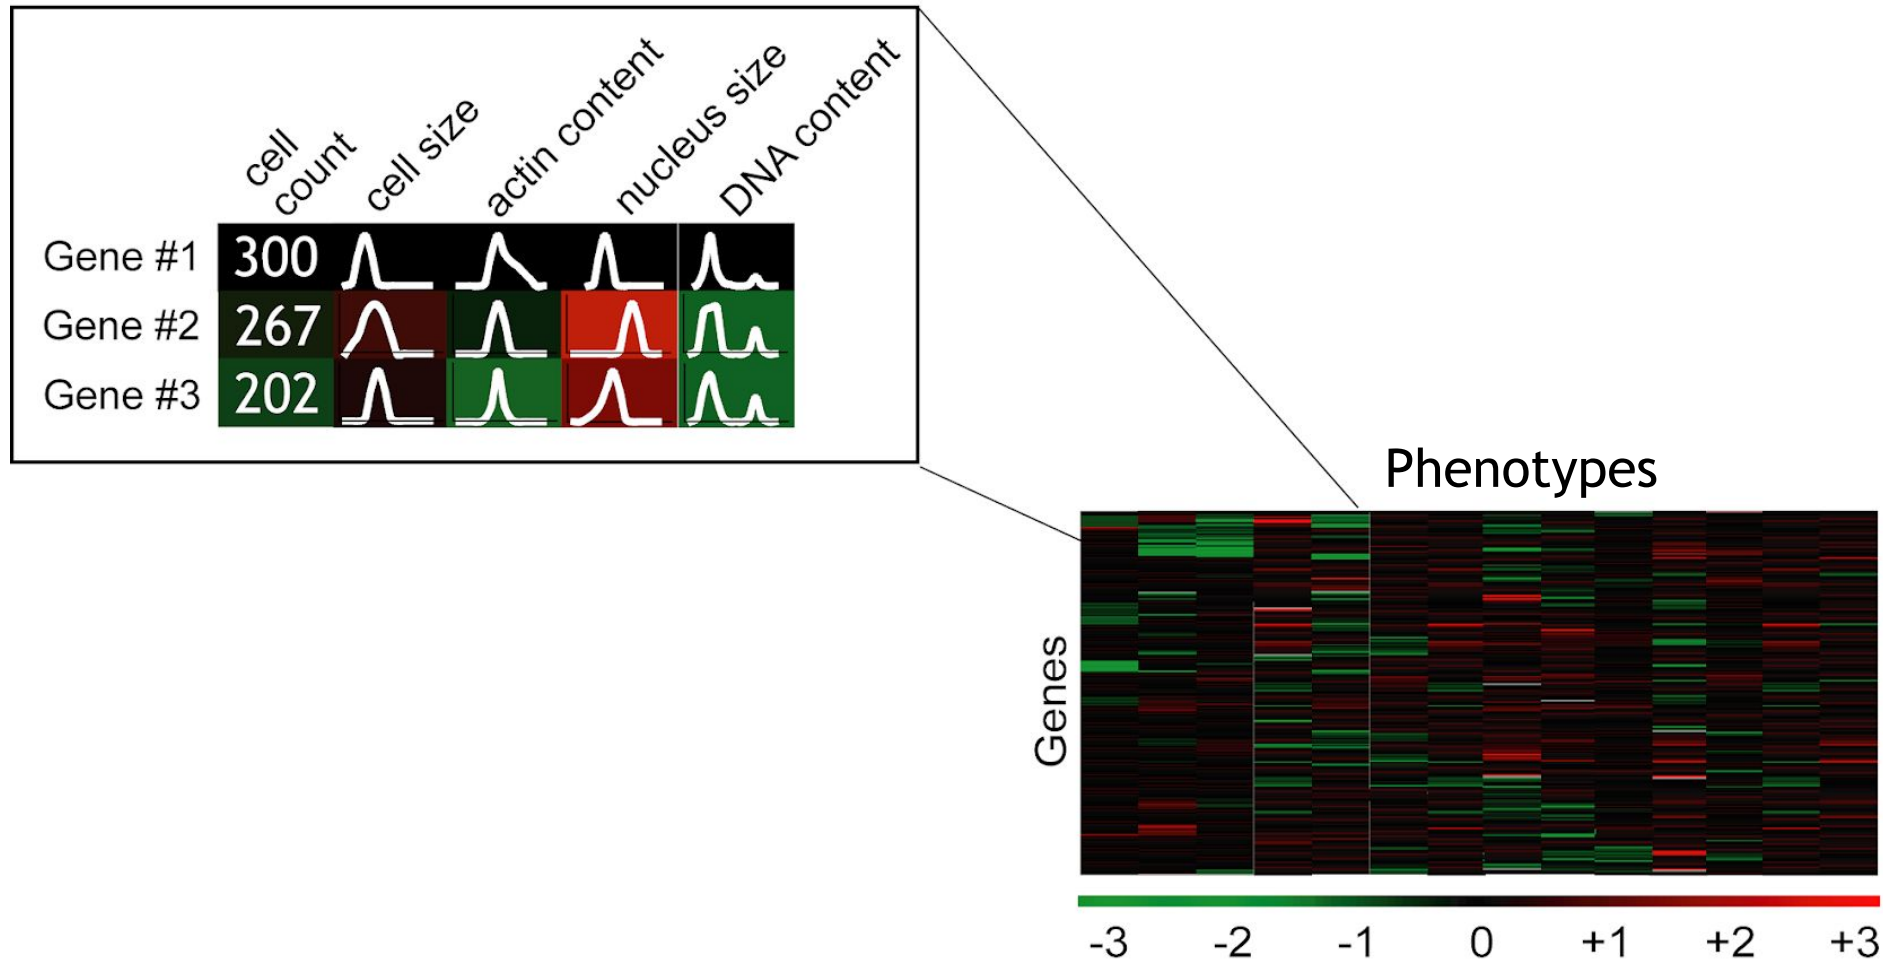 cell
count
cell size
actin content
nucleus size
DNA content
Gene #1 300
Gene #2 267
Gene #3 202
Phenotypes
Genes
-3 -2 -1 0 +1 +2 +3